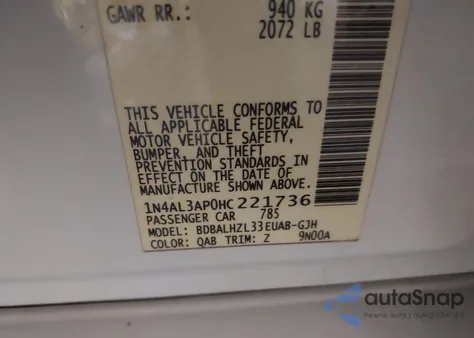 GAWR RR.: 940 KG
2072 LB
THIS VEHICLE CONFORMS TO
ALL APPLICABLE FEDERAL
MOTOR VEHICLE SAFETY,
BUMPER, AND THEFT
PREVENTION STANDARDS
IN EFFECT ON THE DATE OF
MANUFACTURE SHOWN ABOVE.
1N4AL3AP0HC221736
PASSENGER CAR 785
MODEL: BDBALHZL33EUAB-GJH
COLOR: QAB TRIM: Z 9N00A
autoSnap